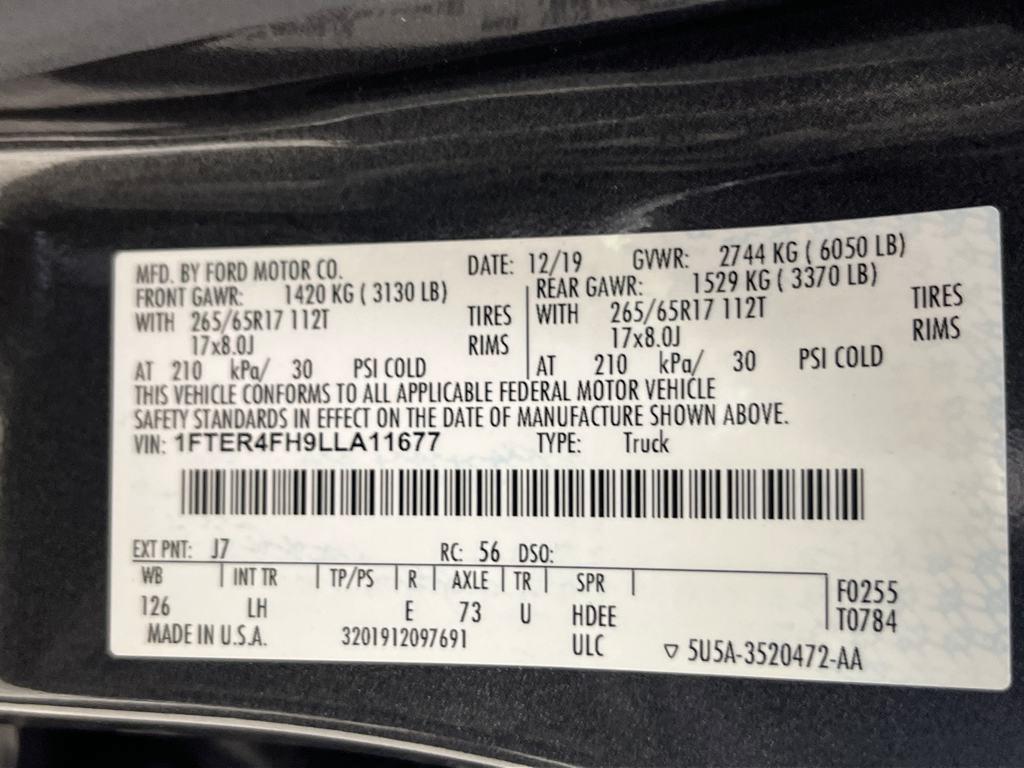 MFD. BY FORD MOTOR CO. DATE: 12/19 GVWR: 2744 KG ( 6050 LB)
FRONT GAWR: 1420 KG ( 3130 LB) REAR GAWR: 1529 KG ( 3370 LB)
WITH 265/65R17 112T TIRES WITH 265/65R17 112T TIRES
17x8.0J RIMS 17x8.0J RIMS
AT 210 kPa/ 30 PSI COLD AT 210 kPa/ 30 PSI COLD
THIS VEHICLE CONFORMS TO ALL APPLICABLE FEDERAL MOTOR VEHICLE
SAFETY STANDARDS IN EFFECT ON THE DATE OF MANUFACTURE SHOWN ABOVE.
VIN: 1FTER4FH9LLA11677 TYPE: Truck
EXT PNT: J7 RC: 56 DSO:
WB INT TR TP/PS R AXLE TR SPR F0255
126 LH E 73 U HDEE T0784
MADE IN U.S.A. 3201912097691 ULC ▽ 5U5A-3520472-AA